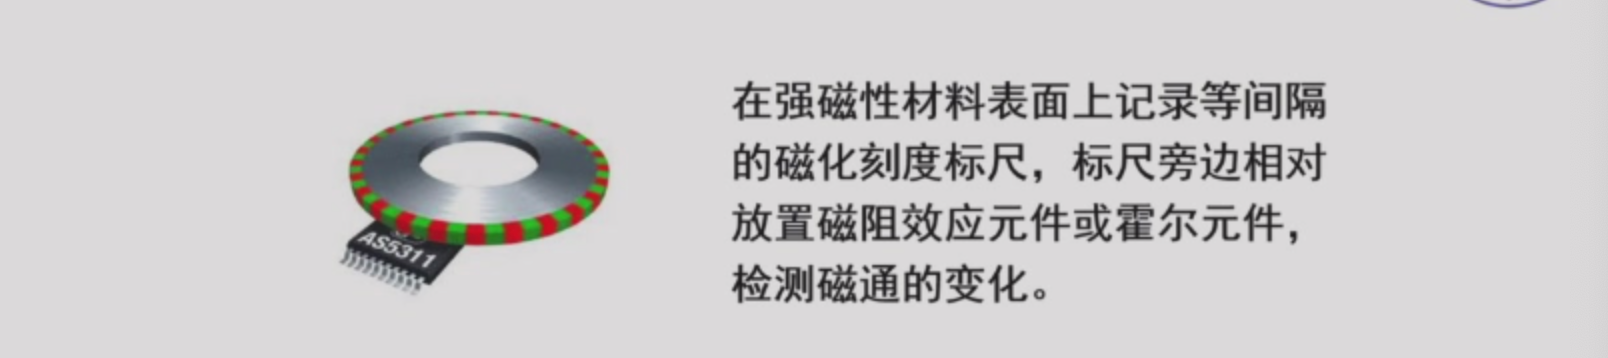 AS5311
在强磁性材料表面上记录等间隔
的磁化刻度标尺，标尺旁边相对
放置磁阻效应元件或霍尔元件，
检测磁通的变化。